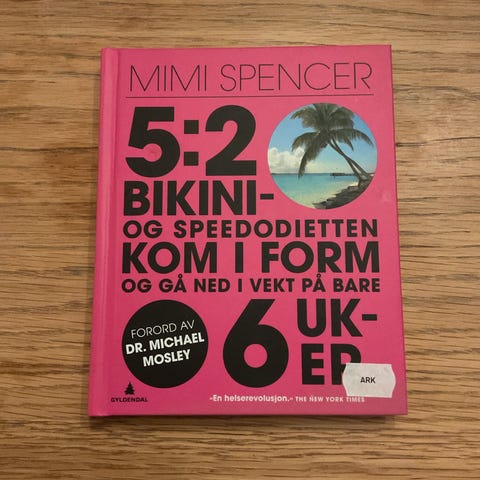 MIMI SPENCER
5:2
BIKINI-
OG SPEEDODIETTEN
KOM I FORM
OG GÅ NED I VEKT PÅ BARE
6 UK-
ER
FORORD AV
DR. MICHAEL
MOSLEY
ARK
GYLDENDAL
«En helserevolusjon.» THE NEW YORK TIMES